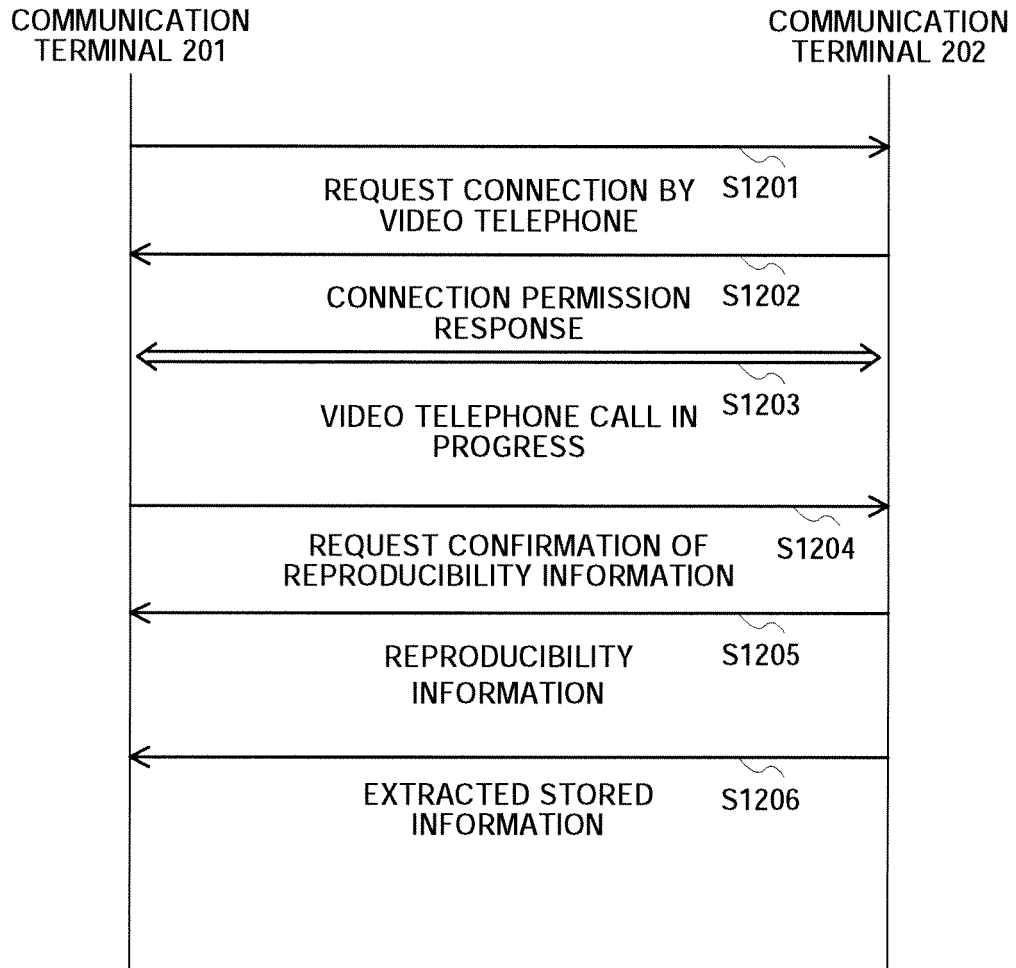 COMMUNICATION
TERMINAL 201
COMMUNICATION
TERMINAL 202
S1201
REQUEST CONNECTION BY
VIDEO TELEPHONE
S1202
CONNECTION PERMISSION
RESPONSE
S1203
VIDEO TELEPHONE CALL IN
PROGRESS
S1204
REQUEST CONFIRMATION OF
REPRODUCIBILITY INFORMATION
S1205
REPRODUCIBILITY
INFORMATION
S1206
EXTRACTED STORED
INFORMATION